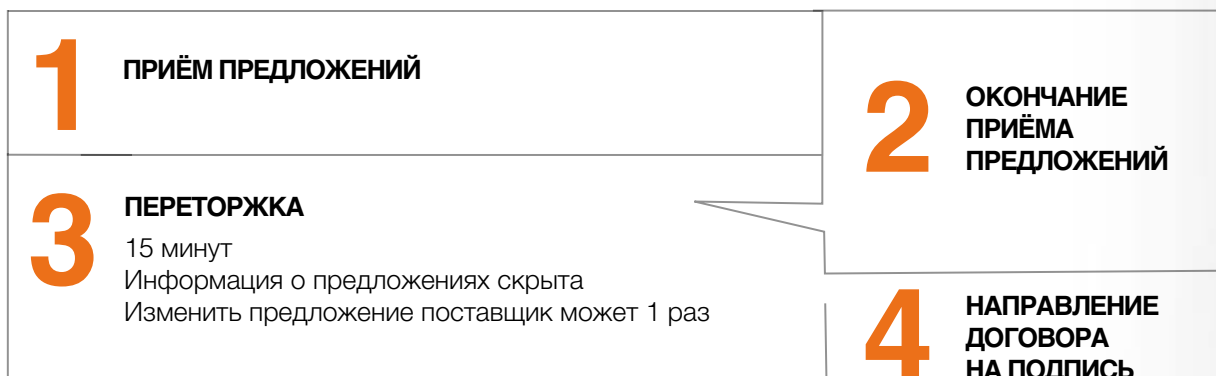 1
ПРИЁМ ПРЕДЛОЖЕНИЙ
2
ОКОНЧАНИЕ
ПРИЁМА
ПРЕДЛОЖЕНИЙ
3
ПЕРЕТОРЖКА
15 минут
Информация о предложениях скрыта
Изменить предложение поставщик может 1 раз
4
НАПРАВЛЕНИЕ
ДОГОВОРА
НА ПОДПИСЬ